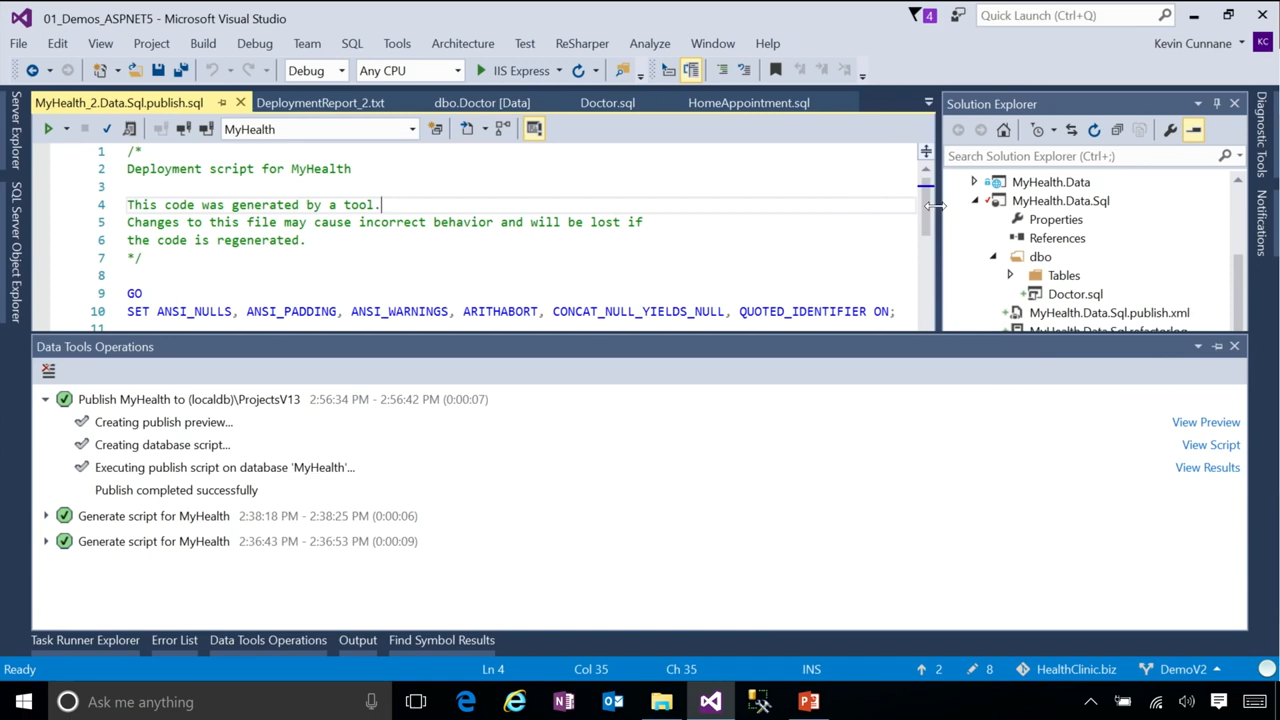 01_Demos_ASPNET5 - Microsoft Visual Studio
4
Quick Launch (Ctrl+Q)
File Edit View Project Build Debug Team SQL Tools Architecture Test ReSharper Analyze Window Help
Kevin Cunnane
KC
Debug
Any CPU
IIS Express
Server Explorer
SQL Server Object Explorer
MyHealth_2.Data.Sql.publish.sql
DeploymentReport_2.txt
dbo.Doctor [Data]
Doctor.sql
HomeAppointment.sql
MyHealth
1 /*
2 Deployment script for MyHealth
3
4 This code was generated by a tool.
5 Changes to this file may cause incorrect behavior and will be lost if
6 the code is regenerated.
7 */
8
9 GO
10 SET ANSI_NULLS, ANSI_PADDING, ANSI_WARNINGS, ARITHABORT, CONCAT_NULL_YIELDS_NULL, QUOTED_IDENTIFIER ON;
11
Solution Explorer
Search Solution Explorer (Ctrl+;)
MyHealth.Data
MyHealth.Data.Sql
Properties
References
dbo
Tables
Doctor.sql
MyHealth.Data.Sql.publish.xml
MyHealth.Data.Sql.refactorlog
Diagnostic Tools
Notifications
Data Tools Operations
Publish MyHealth to (localdb)\ProjectsV13 2:56:34 PM - 2:56:42 PM (0:00:07)
Creating publish preview... View Preview
Creating database script... View Script
Executing publish script on database 'MyHealth'... View Results
Publish completed successfully
Generate script for MyHealth 2:38:18 PM - 2:38:25 PM (0:00:06)
Generate script for MyHealth 2:36:43 PM - 2:36:53 PM (0:00:09)
Task Runner Explorer Error List Data Tools Operations Output Find Symbol Results
Ready Ln 4 Col 35 Ch 35 INS 2 8 HealthClinic.biz DemoV2
Ask me anything